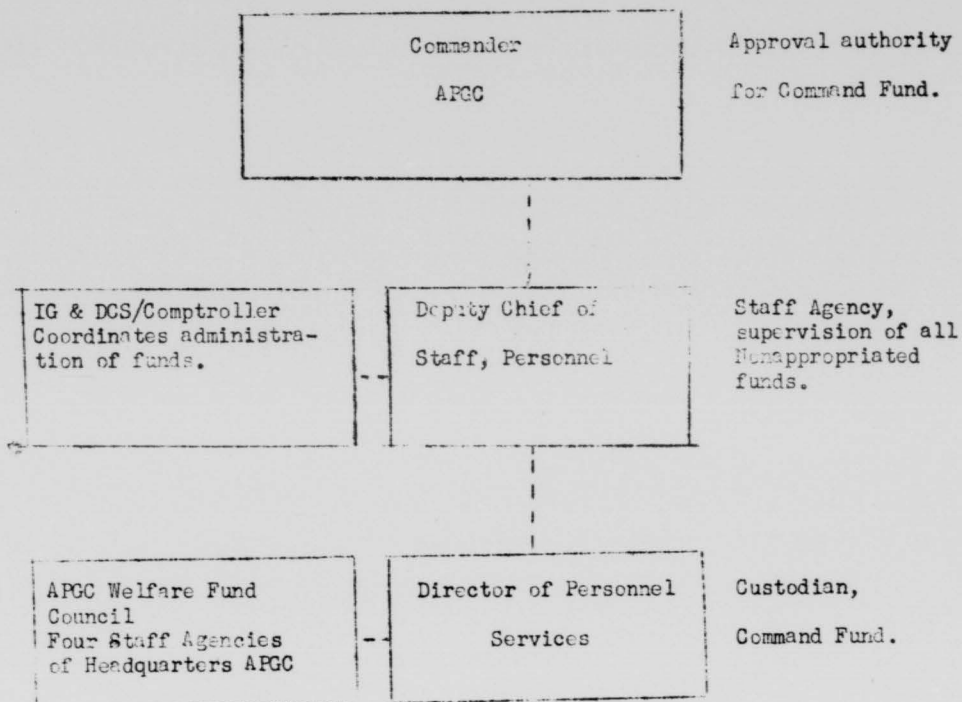 Commander
APGC
Approval authority
for Command Fund.
IG & DCS/Comptroller
Coordinates administra-
tion of funds.
Deputy Chief of
Staff, Personnel
Staff Agency,
supervision of all
Nonappropriated
funds.
APGC Welfare Fund
Council
Four Staff Agencies
of Headquarters APGC
Director of Personnel
Services
Custodian,
Command Fund.